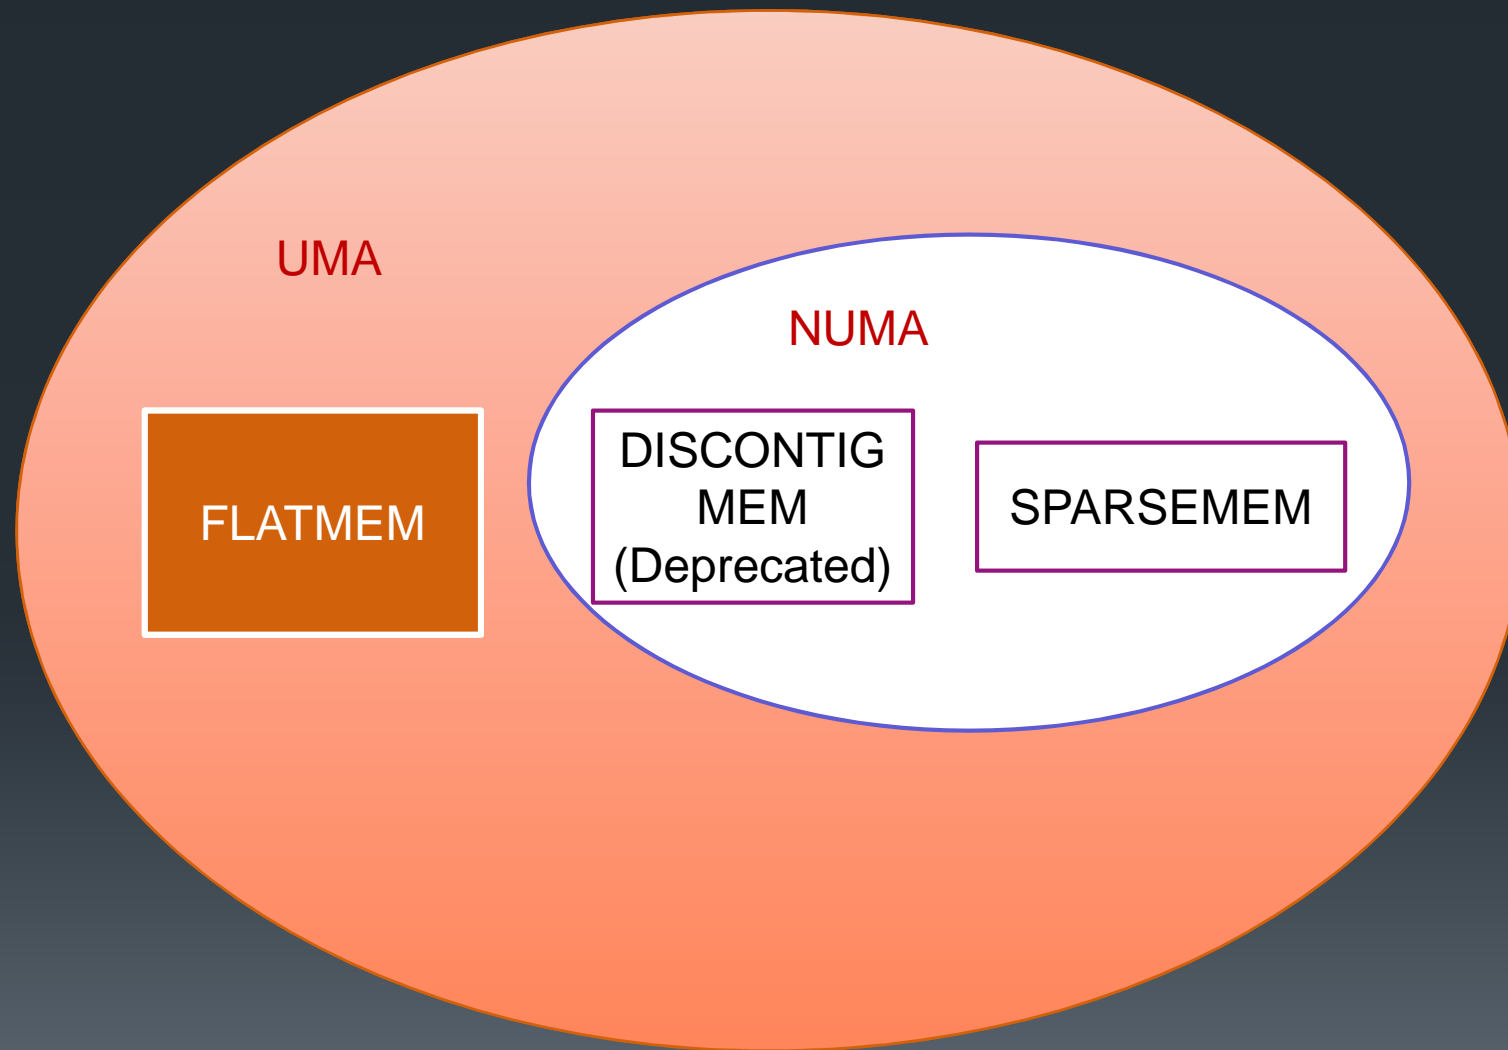 UMA
NUMA
FLATMEM
DISCONTIG
MEM
(Deprecated)
SPARSEMEM